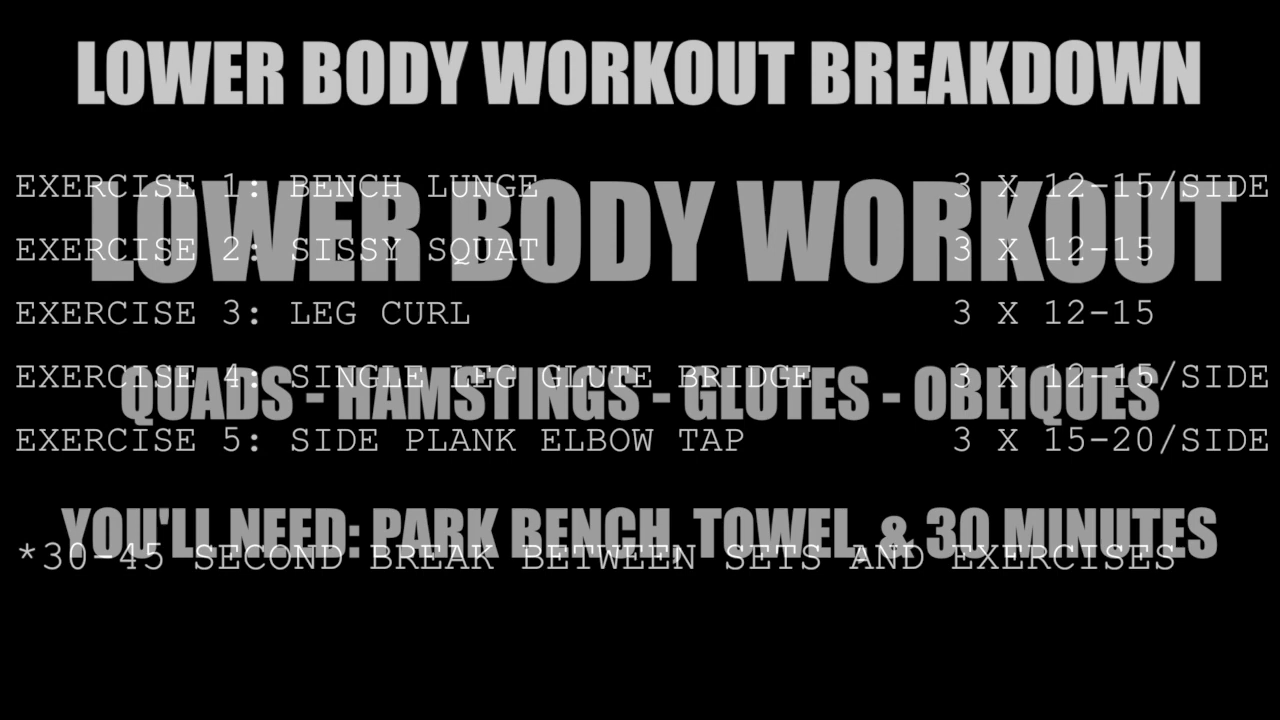 LOWER BODY WORKOUT BREAKDOWN
EXERCISE 1: BENCH LUNGE 3 X 12-15/SIDE
LOWER BODY WORKOUT
EXERCISE 2: SISSY SQUAT 3 X 12-15
EXERCISE 3: LEG CURL 3 X 12-15
EXERCISE 4: SINGLE LEG GLUTE BRIDGE 3 X 12-15/SIDE
QUADS - HAMSTINGS - GLUTES - OBLIQUES
EXERCISE 5: SIDE PLANK ELBOW TAP 3 X 15-20/SIDE
YOU'LL NEED: PARK BENCH, TOWEL, & 30 MINUTES
*30-45 SECOND BREAK BETWEEN SETS AND EXERCISES